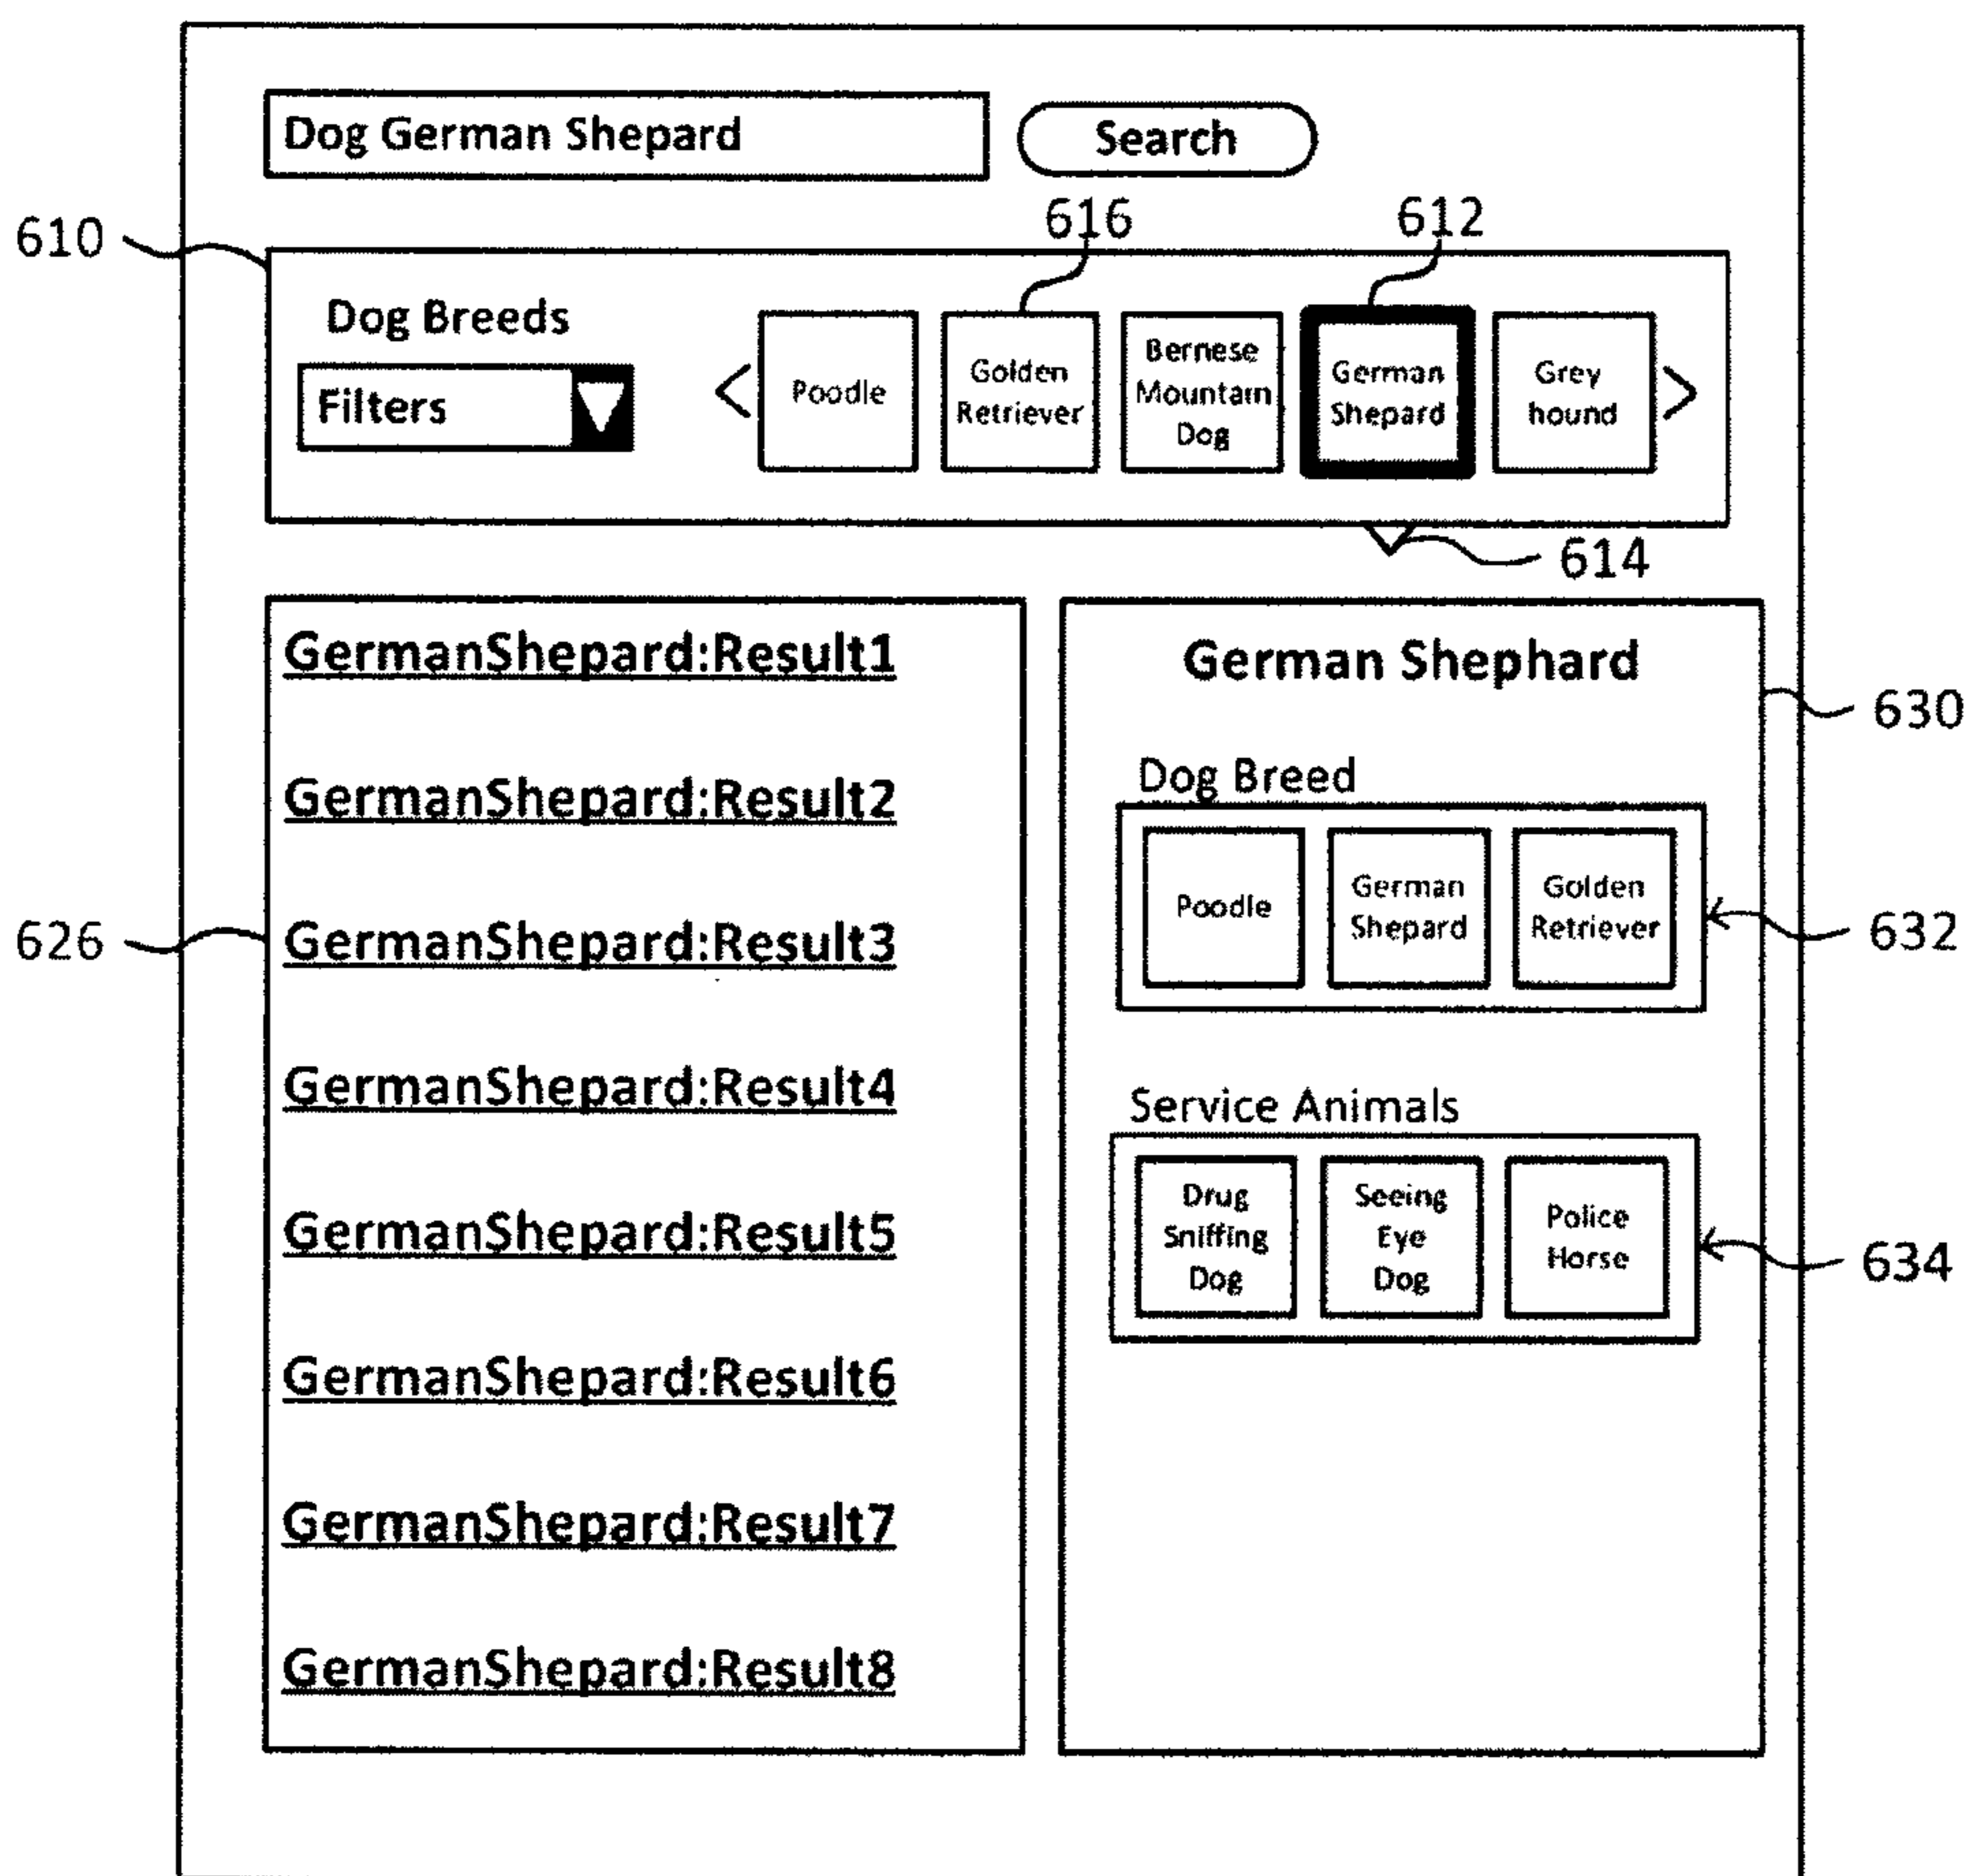 Dog German Shepard
Search
616
612
610
Dog Breeds
Filters
<
Poodle
Golden
Retriever
Bernese
Mountain
Dog
German
Shepard
Grey
hound
>
614
GermanShepard:Result1
GermanShepard:Result2
GermanShepard:Result3
GermanShepard:Result4
GermanShepard:Result5
GermanShepard:Result6
GermanShepard:Result7
GermanShepard:Result8
626
German Shephard
630
Dog Breed
Poodle
German
Shepard
Golden
Retriever
632
Service Animals
Drug
Sniffing
Dog
Seeing
Eye
Dog
Police
Horse
634